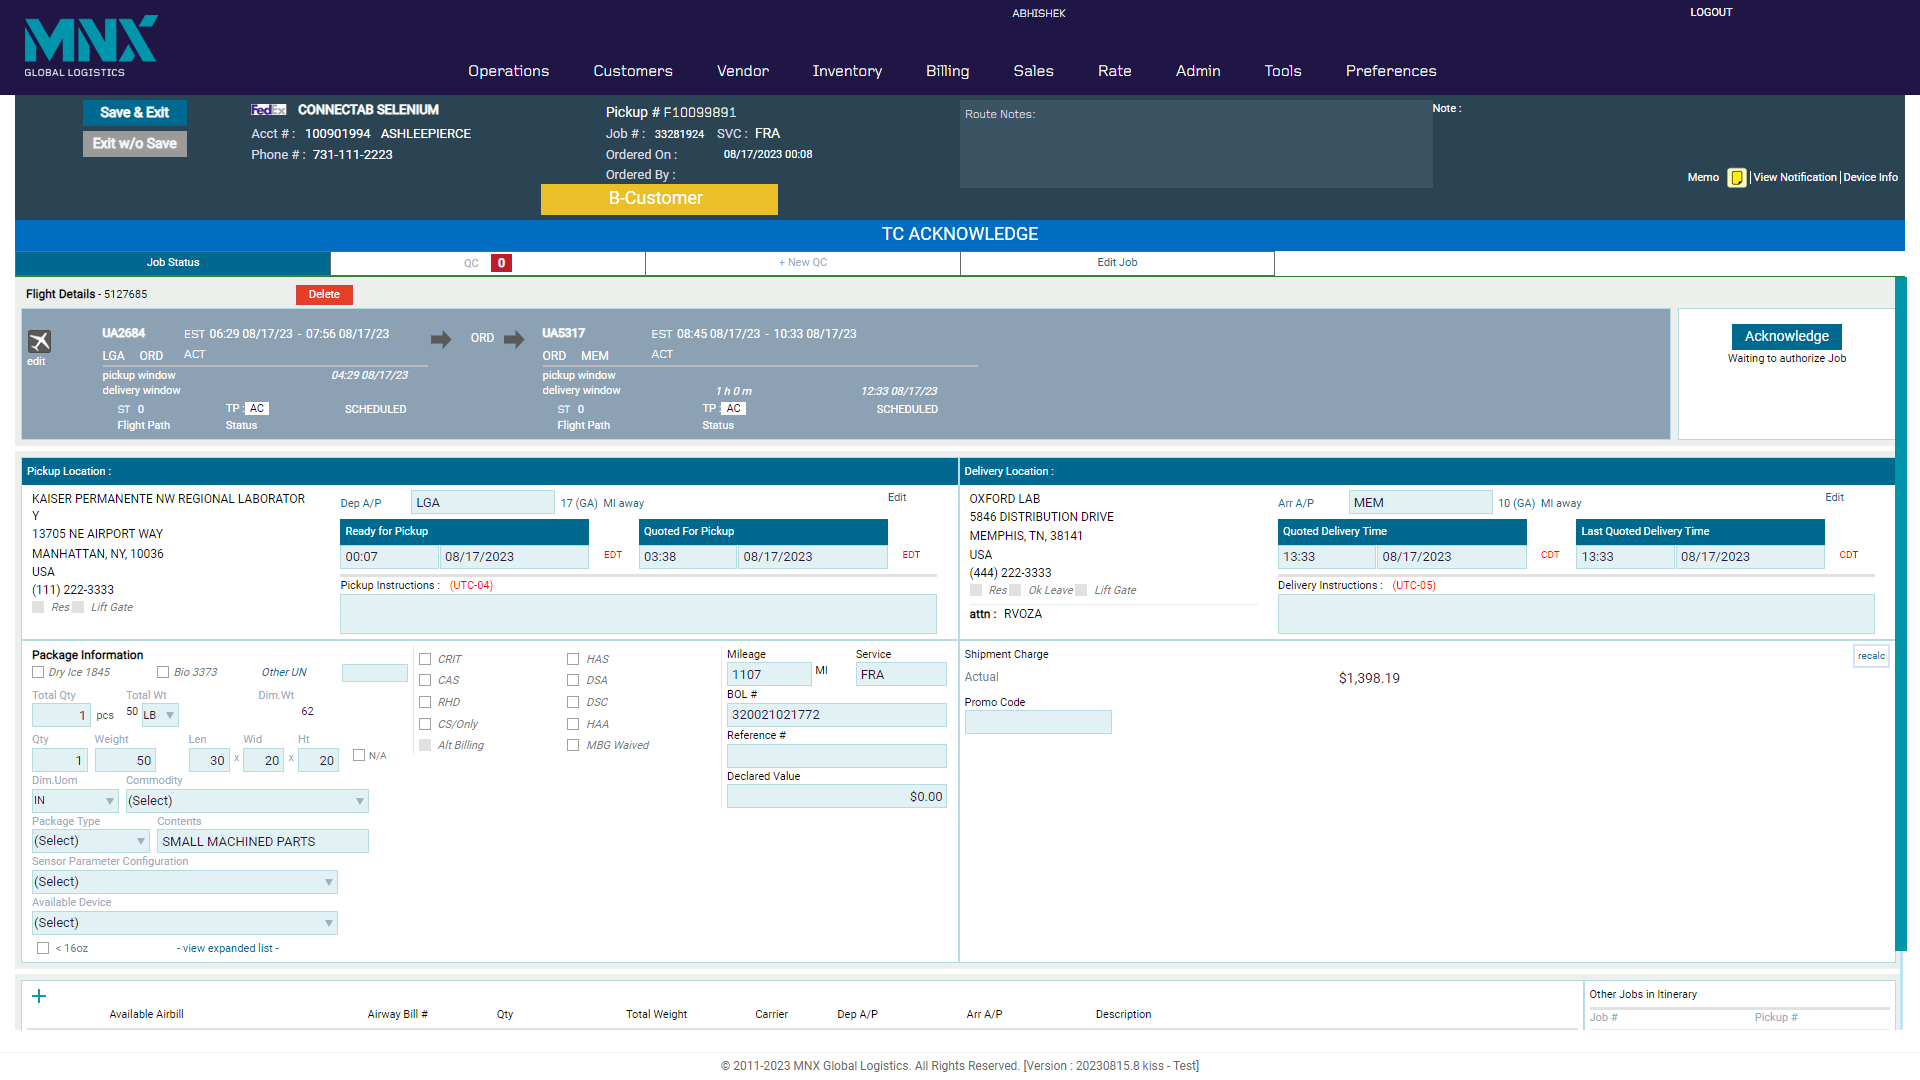 MNX
GLOBAL LOGISTICS
ABHISHEK
LOGOUT
Operations Customers Vendor Inventory Billing Sales Rate Admin Tools Preferences
Save & Exit
Exit w/o Save
FedEx CONNECTAB SELENIUM
Acct # : 100901994 ASHLEEPIERCE
Phone # : 731-111-2223
Pickup # F10099891
Job # : 33281924 SVC : FRA
Ordered On : 08/17/2023 00:08
Ordered By :
B-Customer
Route Notes:
Note :
Memo |View Notification|Device Info
TC ACKNOWLEDGE
Job Status QC 0 + New QC Edit Job
Flight Details - 5127685 Delete
edit
UA2684 EST 06:29 08/17/23 - 07:56 08/17/23
LGA ORD ACT
pickup window 04:29 08/17/23
delivery window
ST 0 TP : AC SCHEDULED
Flight Path Status
ORD
UA5317 EST 08:45 08/17/23 - 10:33 08/17/23
ORD MEM ACT
pickup window
delivery window 1 h 0 m 12:33 08/17/23
ST 0 TP : AC SCHEDULED
Flight Path Status
Acknowledge
Waiting to authorize Job
Pickup Location :
KAISER PERMANENTE NW REGIONAL LABORATOR
Y
13705 NE AIRPORT WAY
MANHATTAN, NY, 10036
USA
(111) 222-3333
Res Lift Gate
Dep A/P LGA 17 (GA) MI away Edit
Ready for Pickup Quoted For Pickup
00:07 08/17/2023 EDT 03:38 08/17/2023 EDT
Pickup Instructions : (UTC-04)
Delivery Location :
OXFORD LAB
5846 DISTRIBUTION DRIVE
MEMPHIS, TN, 38141
USA
(444) 222-3333
Res Ok Leave Lift Gate
attn : RVOZA
Arr A/P MEM 10 (GA) MI away Edit
Quoted Delivery Time Last Quoted Delivery Time
13:33 08/17/2023 CDT 13:33 08/17/2023 CDT
Delivery Instructions : (UTC-05)
Package Information
Dry Ice 1845 Bio 3373 Other UN
Total Qty Total Wt Dim.Wt
1 pcs 50 LB 62
Qty Weight Len Wid Ht
1 50 30 x 20 x 20 N/A
Dim.Uom Commodity
IN (Select)
Package Type Contents
(Select) SMALL MACHINED PARTS
Sensor Parameter Configuration
(Select)
Available Device
(Select)
< 16oz - view expanded list -
CRIT HAS
CAS DSA
RHD DSC
CS/Only HAA
Alt Billing MBG Waived
Mileage Service
1107 MI FRA
BOL #
320021021772
Reference #
Declared Value
$0.00
Shipment Charge recalc
Actual $1,398.19
Promo Code
+
Available Airbill Airway Bill # Qty Total Weight Carrier Dep A/P Arr A/P Description
Other Jobs in Itinerary
Job # Pickup #
© 2011-2023 MNX Global Logistics. All Rights Reserved. [Version : 20230815.8 kiss - Test]